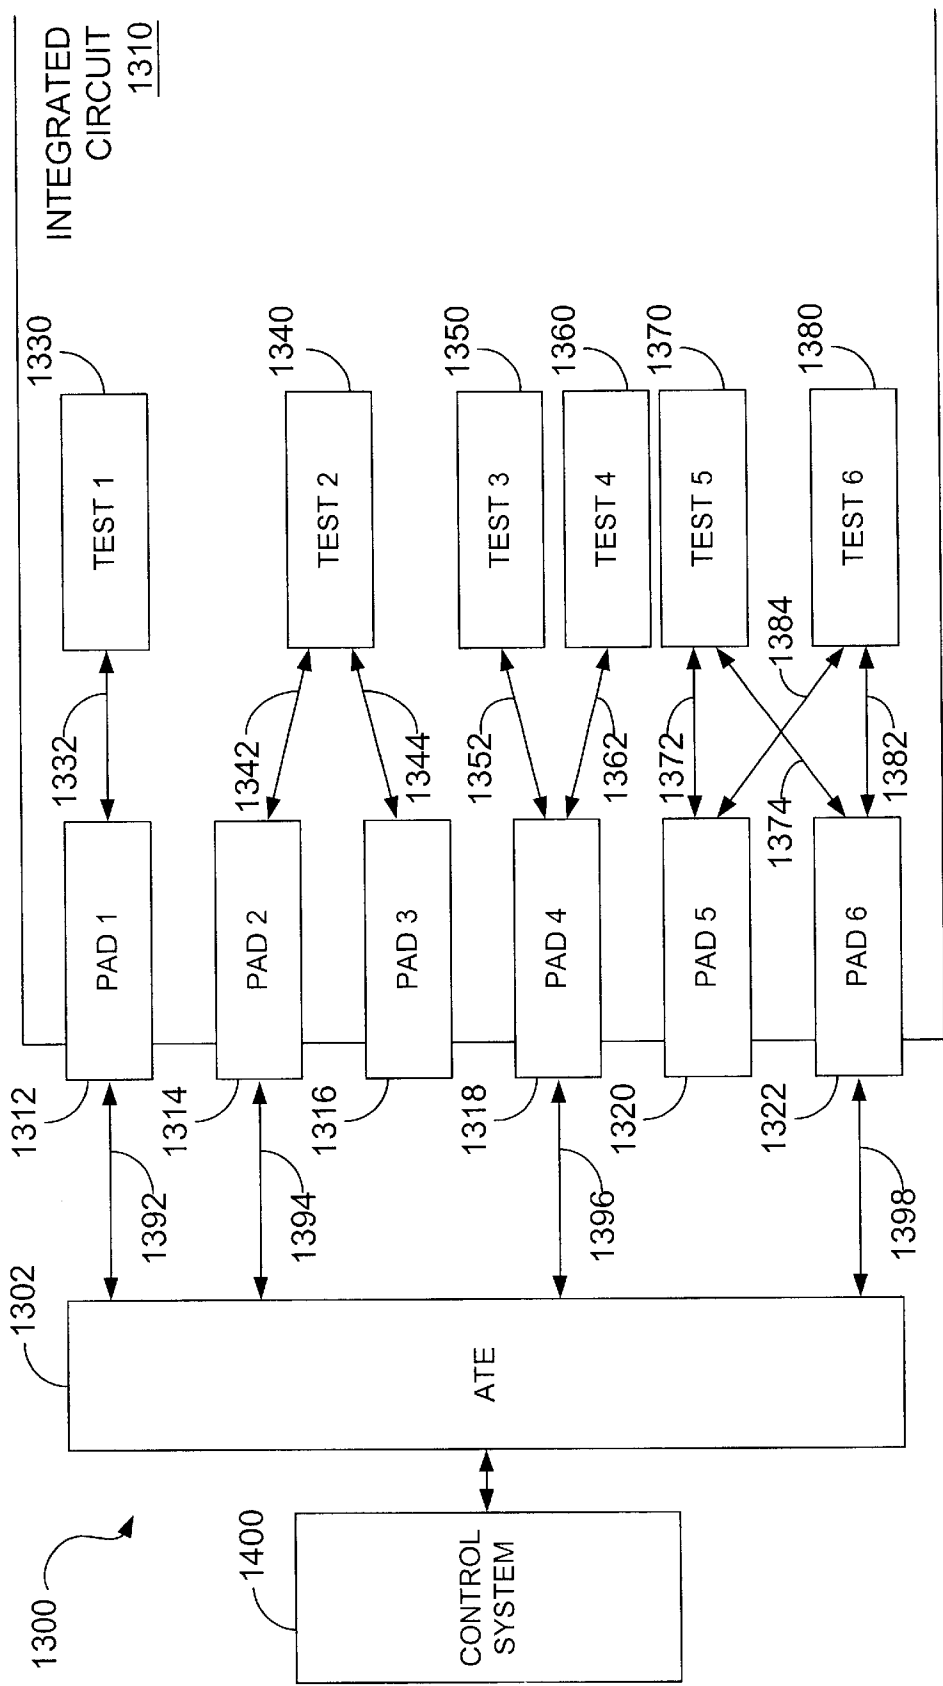 1300
1400
CONTROL
SYSTEM
1302
ATE
1392
1394
1396
1398
1312
1314
1316
1318
1320
1322
PAD 1
PAD 2
PAD 3
PAD 4
PAD 5
PAD 6
1332
1342
1344
1352
1362
1372
1374
1384
1382
TEST 1
TEST 2
TEST 3
TEST 4
TEST 5
TEST 6
1330
1340
1350
1360
1370
1380
INTEGRATED
CIRCUIT
1310